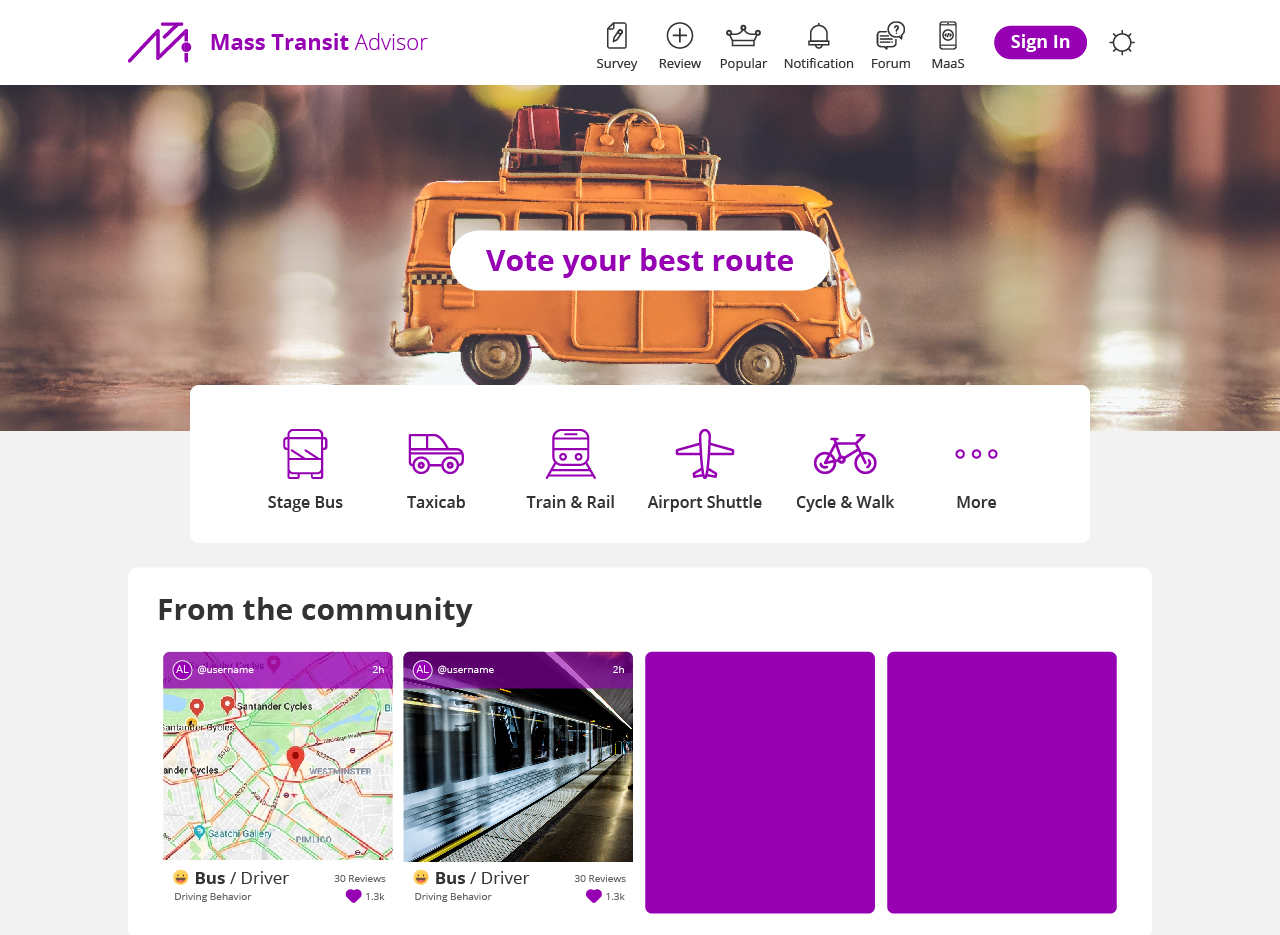 Mass Transit Advisor
Survey
Review
Popular
Notification
Forum
MaaS
Sign In
Vote your best route
Stage Bus
Taxicab
Train & Rail
Airport Shuttle
Cycle & Walk
More
From the community
AL @username 2h
Santander Cycles
Santander Cycles
ander Cycles
WESTMINSTER
Saatchi Gallery
PIMLICO
Bus / Driver
30 Reviews
Driving Behavior
1.3k
AL @username 2h
Bus / Driver
30 Reviews
Driving Behavior
1.3k